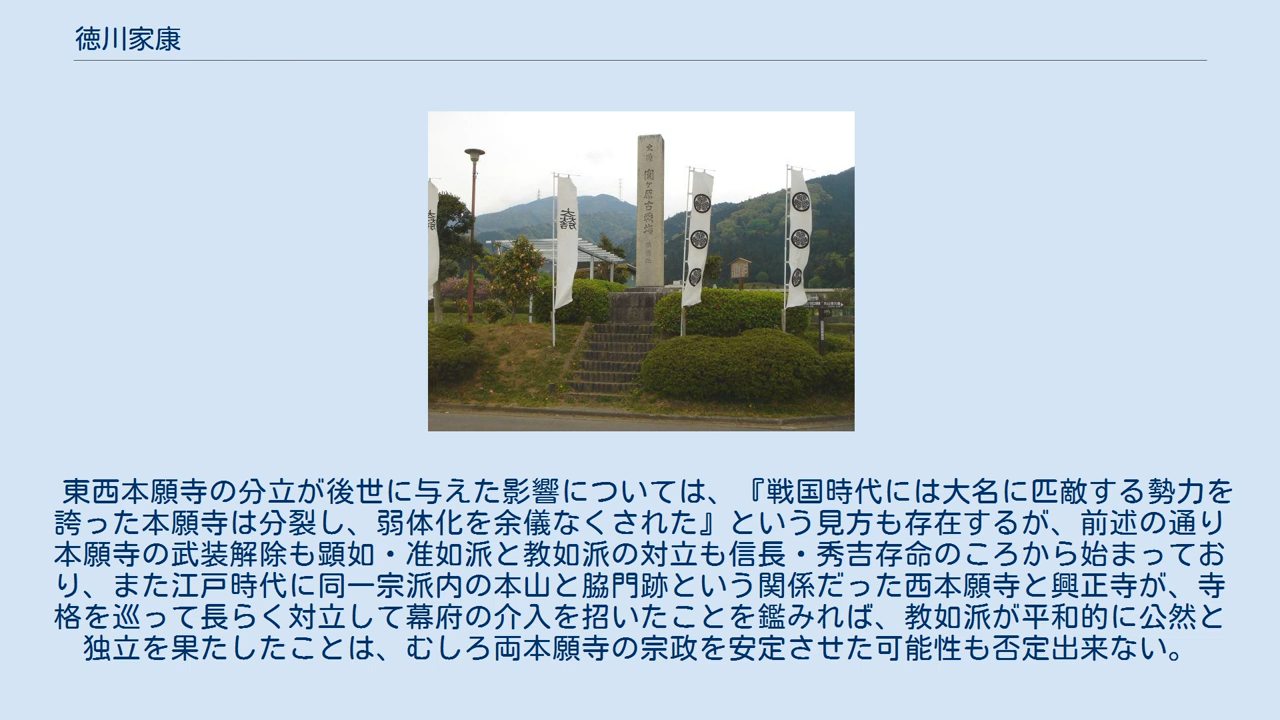 徳川家康
史蹟 関ヶ原古戦場
東西本願寺の分立が後世に与えた影響については、『戦国時代には大名に匹敵する勢力を
誇った本願寺は分裂し、弱体化を余儀なくされた』という見方も存在するが、前述の通り
本願寺の武装解除も顕如・准如派と教如派の対立も信長・秀吉存命のころから始まってお
り、また江戸時代に同一宗派内の本山と脇門跡という関係だった西本願寺と興正寺が、寺
格を巡って長らく対立して幕府の介入を招いたことを鑑みれば、教如派が平和的に公然と
独立を果たしたことは、むしろ両本願寺の宗政を安定させた可能性も否定出来ない。